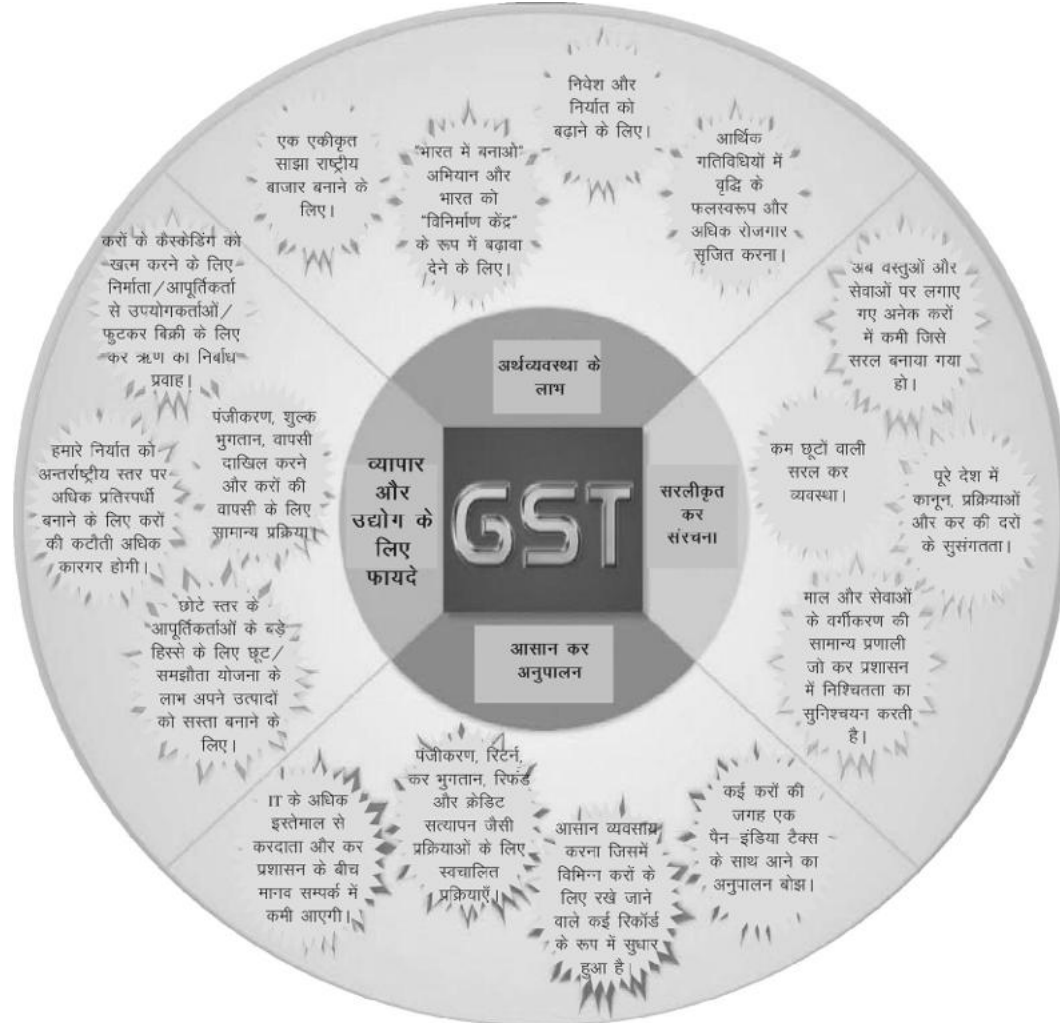 निवेश और
निर्यात को
बढ़ाने के लिए।
एक एकीकृत
साझा राष्ट्रीय
बाजार बनाने के
लिए।
"भारत में बनाओ"
अभियान और
भारत को
"विनिर्माण केंद्र"
के रूप में बढ़ावा
देने के लिए।
आर्थिक
गतिविधियों में
वृद्धि के
फलस्वरूप और
अधिक रोजगार
सृजित करना।
करों के कॅस्केडिंग को
खत्म करने के लिए
निर्माता/आपूर्तिकर्ता
से उपयोगकर्ताओं/
फुटकर बिक्री के लिए
कर ऋण का निर्बाध
प्रवाह।
हमारे निर्यात को
अन्तर्राष्ट्रीय स्तर पर
अधिक प्रतिस्पर्धी
बनाने के लिए करों
की कटौती अधिक
कारगर होगी।
पंजीकरण, शुल्क
भुगतान, वापसी
दाखिल करने
और करों की
वापसी के लिए
सामान्य प्रक्रिया।
छोटे स्तर के
आपूर्तिकर्ताओं के बड़े
हिस्से के लिए छूट/
समझौता योजना के
लाभ अपने उत्पादों
को सस्ता बनाने के
लिए।
अर्थव्यवस्था के
लाभ
व्यापार
और
उद्योग के
लिए
फायदे
GST
सरलीकृत
कर
संरचना
आसान कर
अनुपालन
अब वस्तुओं और
सेवाओं पर लगाए
गए अनेक करों
में कमी जिसे
सरल बनाया गया
हो।
कम छूटों वाली
सरल कर
व्यवस्था।
पूरे देश में
कानून, प्रक्रियाओं
और कर की दरों
के सुसंगतता।
माल और सेवाओं
के वर्गीकरण की
सामान्य प्रणाली
जो कर प्रशासन
में निश्चितता का
सुनिश्चयन करती
है।
IT के अधिक
इस्तेमाल से
करदाता और कर
प्रशासन के बीच
मानव सम्पर्क में
कमी आएगी।
पंजीकरण, रिटर्न,
कर भुगतान, रिफंड
और क्रेडिट
सत्यापन जैसी
प्रक्रियाओं के लिए
स्वचालित
प्रक्रियाएँ।
आसान व्यवसाय
करना जिसमें
विभिन्न करों के
लिए रखे जाने
वाले कई रिकॉर्ड
के रूप में सुधार
हुआ है।
कई करों की
जगह एक
पैन इंडिया टैक्स
के साथ आने का
अनुपालन बोझ।